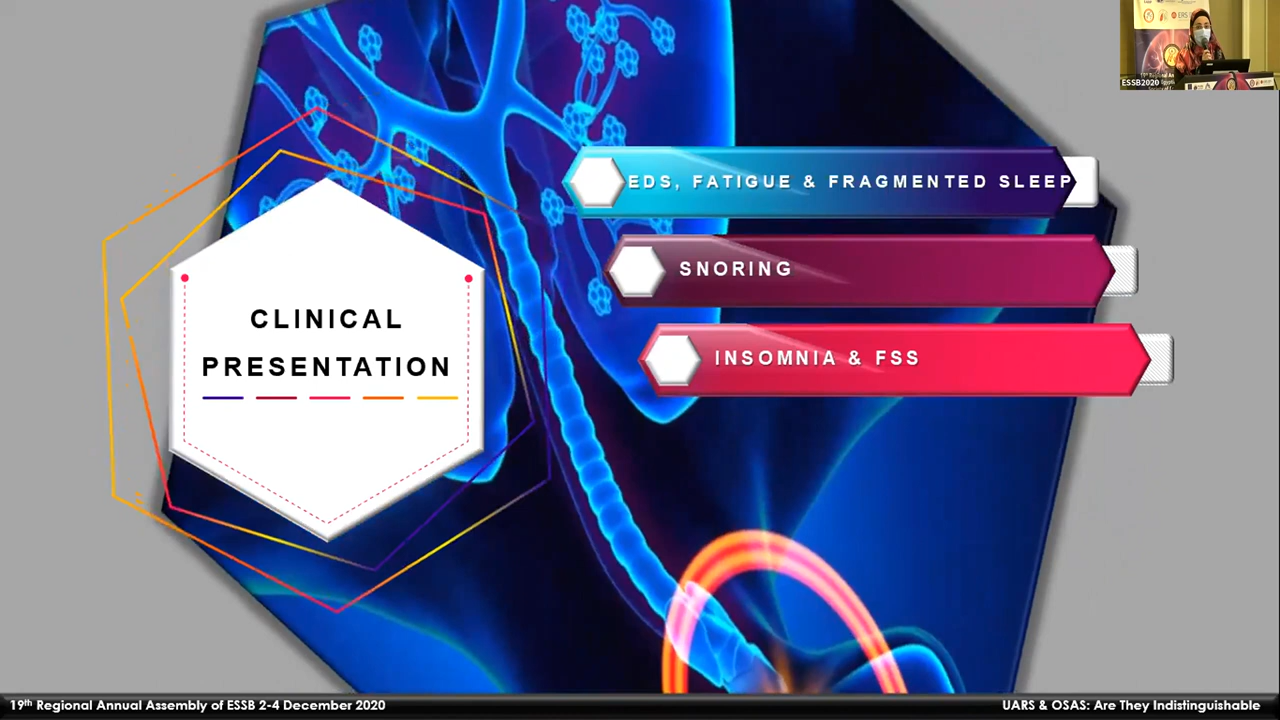 CLINICAL
PRESENTATION
EDS, FATIGUE & FRAGMENTED SLEEP
SNORING
INSOMNIA & FSS
ESSB2020
19th Regional Annual Assembly of ESSB 2-4 December 2020
UARS & OSAS: Are They Indistinguishable